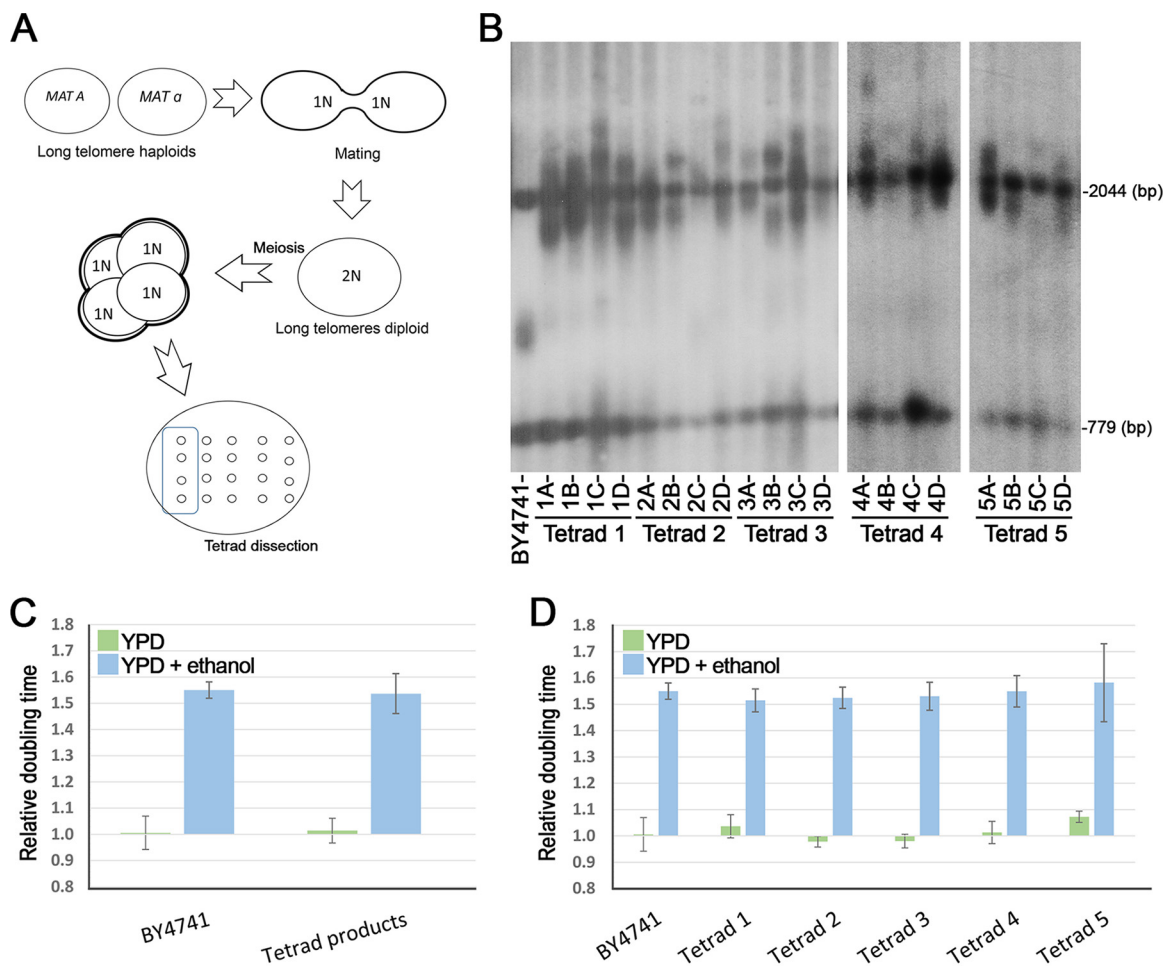 A
MAT A
MAT α
1N
1N
Long telomere haploids
Mating
Meiosis
1N
1N
1N
1N
2N
Long telomeres diploid
Tetrad dissection
B
-2044 (bp)
-779 (bp)
BY4741-
1A-
1B-
1C-
1D-
2A-
2B-
2C-
2D-
3A-
3B-
3C-
3D-
4A-
4B-
4C-
4D-
5A-
5B-
5C-
5D-
Tetrad 1
Tetrad 2
Tetrad 3
Tetrad 4
Tetrad 5
C
YPD
YPD + ethanol
Relative doubling time
1.8
1.7
1.6
1.5
1.4
1.3
1.2
1.1
1.0
0.9
0.8
BY4741
Tetrad products
D
YPD
YPD + ethanol
Relative doubling time
1.8
1.7
1.6
1.5
1.4
1.3
1.2
1.1
1.0
0.9
0.8
BY4741
Tetrad 1
Tetrad 2
Tetrad 3
Tetrad 4
Tetrad 5